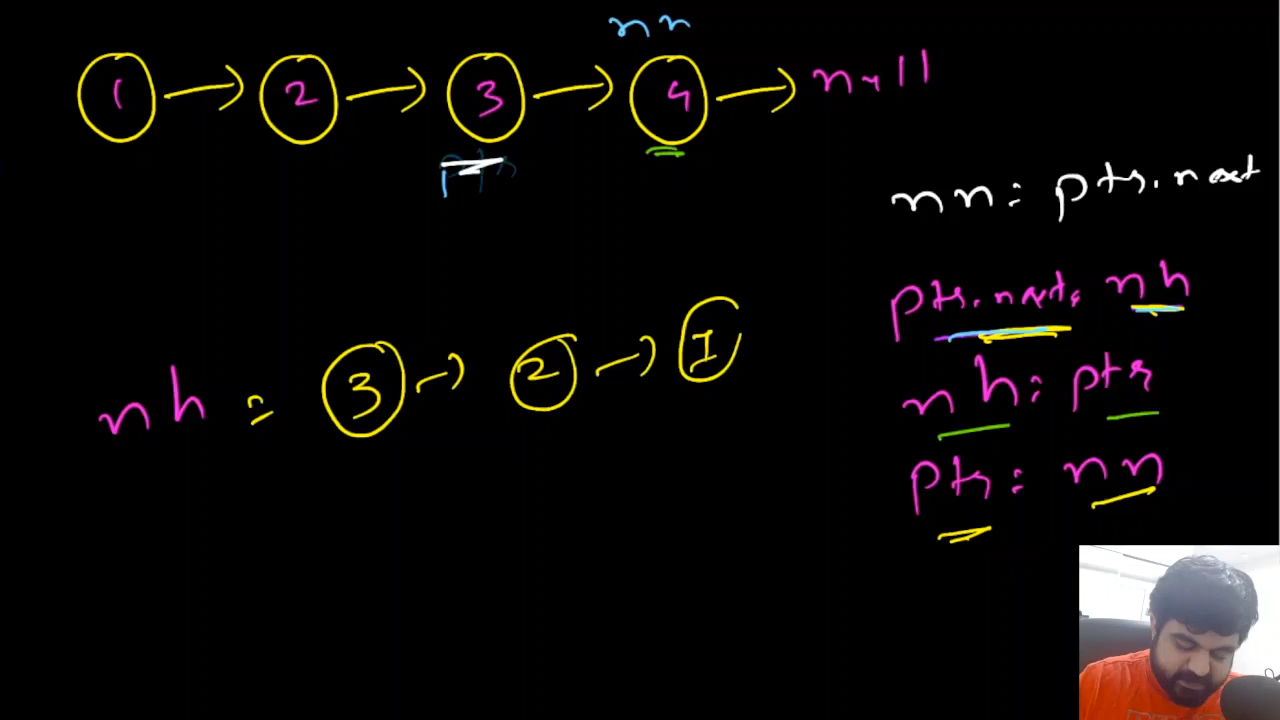 nn
1 → 2 → 3 → 4 → null
ptr
nn = ptr.next
ptr.next = nh
nh = 3 → 2 → 1
nh = ptr
ptr = nn